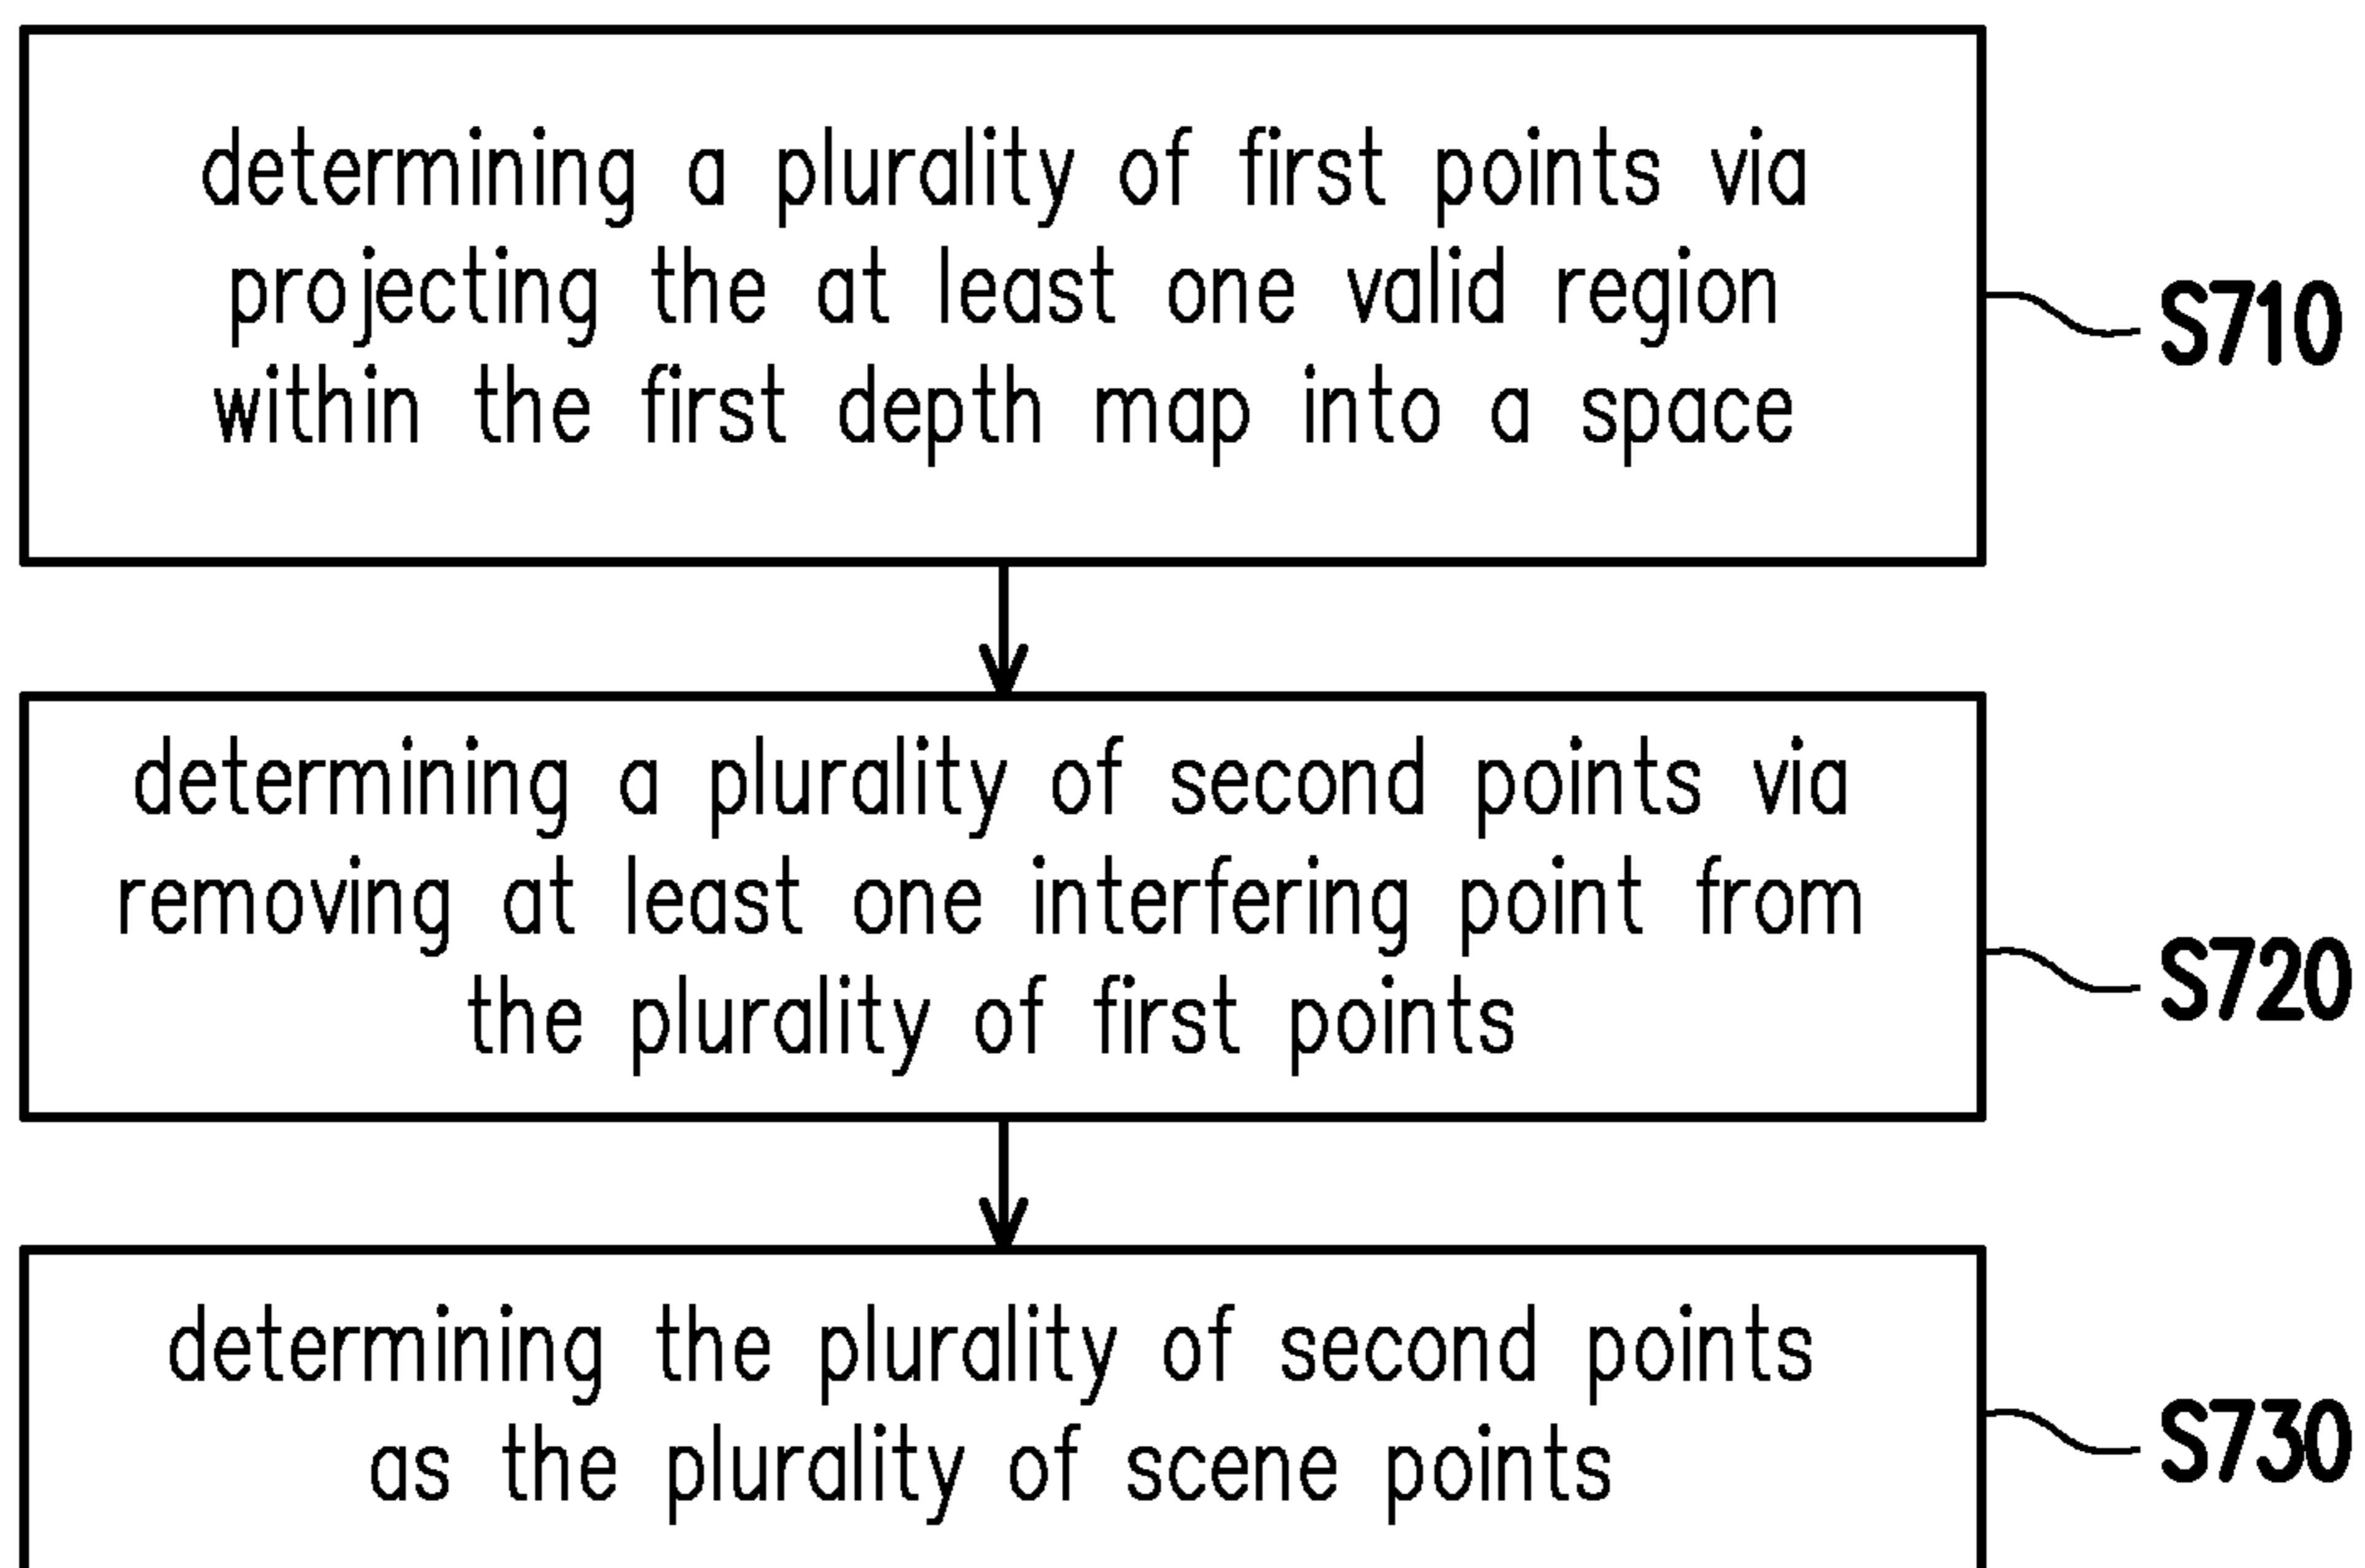 determining a plurality of first points via
projecting the at least one valid region
within the first depth map into a space
S710
determining a plurality of second points via
removing at least one interfering point from
the plurality of first points
S720
determining the plurality of second points
as the plurality of scene points
S730